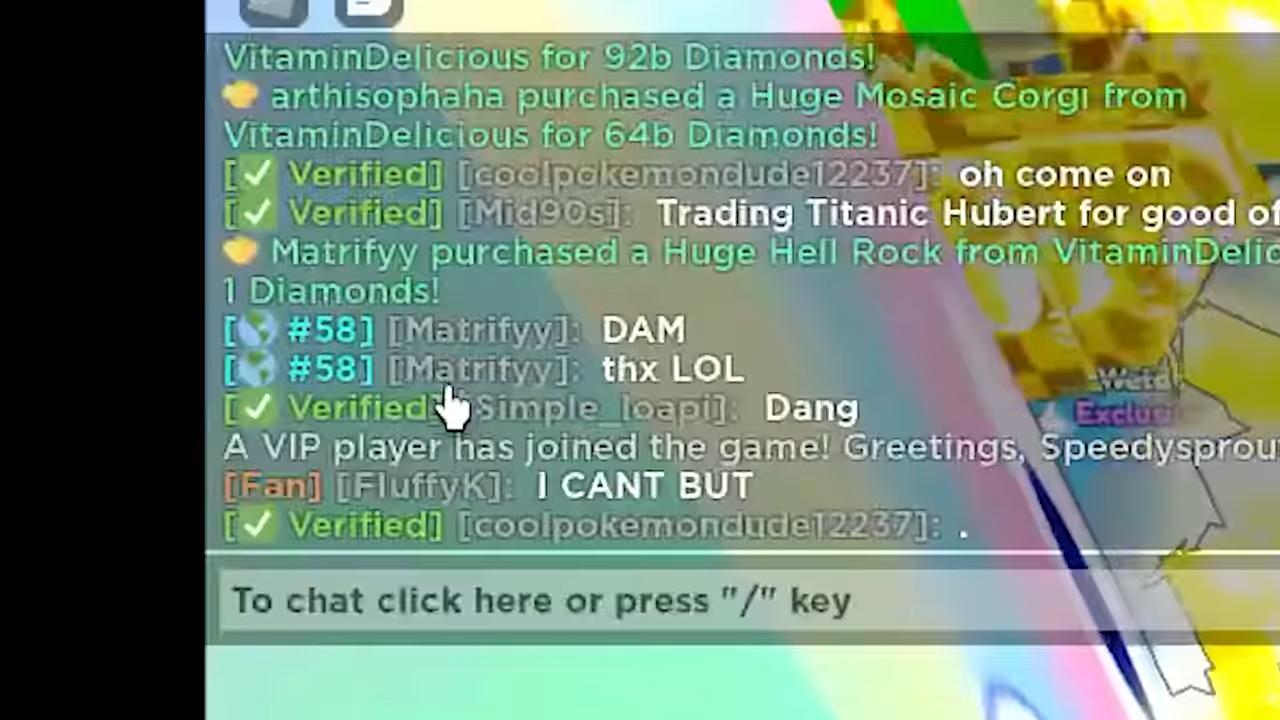 VitaminDelicious for 92b Diamonds!
arthisophaha purchased a Huge Mosaic Corgi from
VitaminDelicious for 64b Diamonds!
[✓ Verified] [coolpokemondude12237]: oh come on
[✓ Verified] [Mid90s]: Trading Titanic Hubert for good of
Matrifyy purchased a Huge Hell Rock from VitaminDelic
1 Diamonds!
[🌎 #58] [Matrifyy]: DAM
[🌎 #58] [Matrifyy]: thx LOL
[✓ Verified] [Simple_loapi]: Dang
A VIP player has joined the game! Greetings, Speedysprou
[Fan] [FluffyK]: I CANT BUT
[✓ Verified] [coolpokemondude12237]: .
To chat click here or press "/" key
Weird
Exclusi